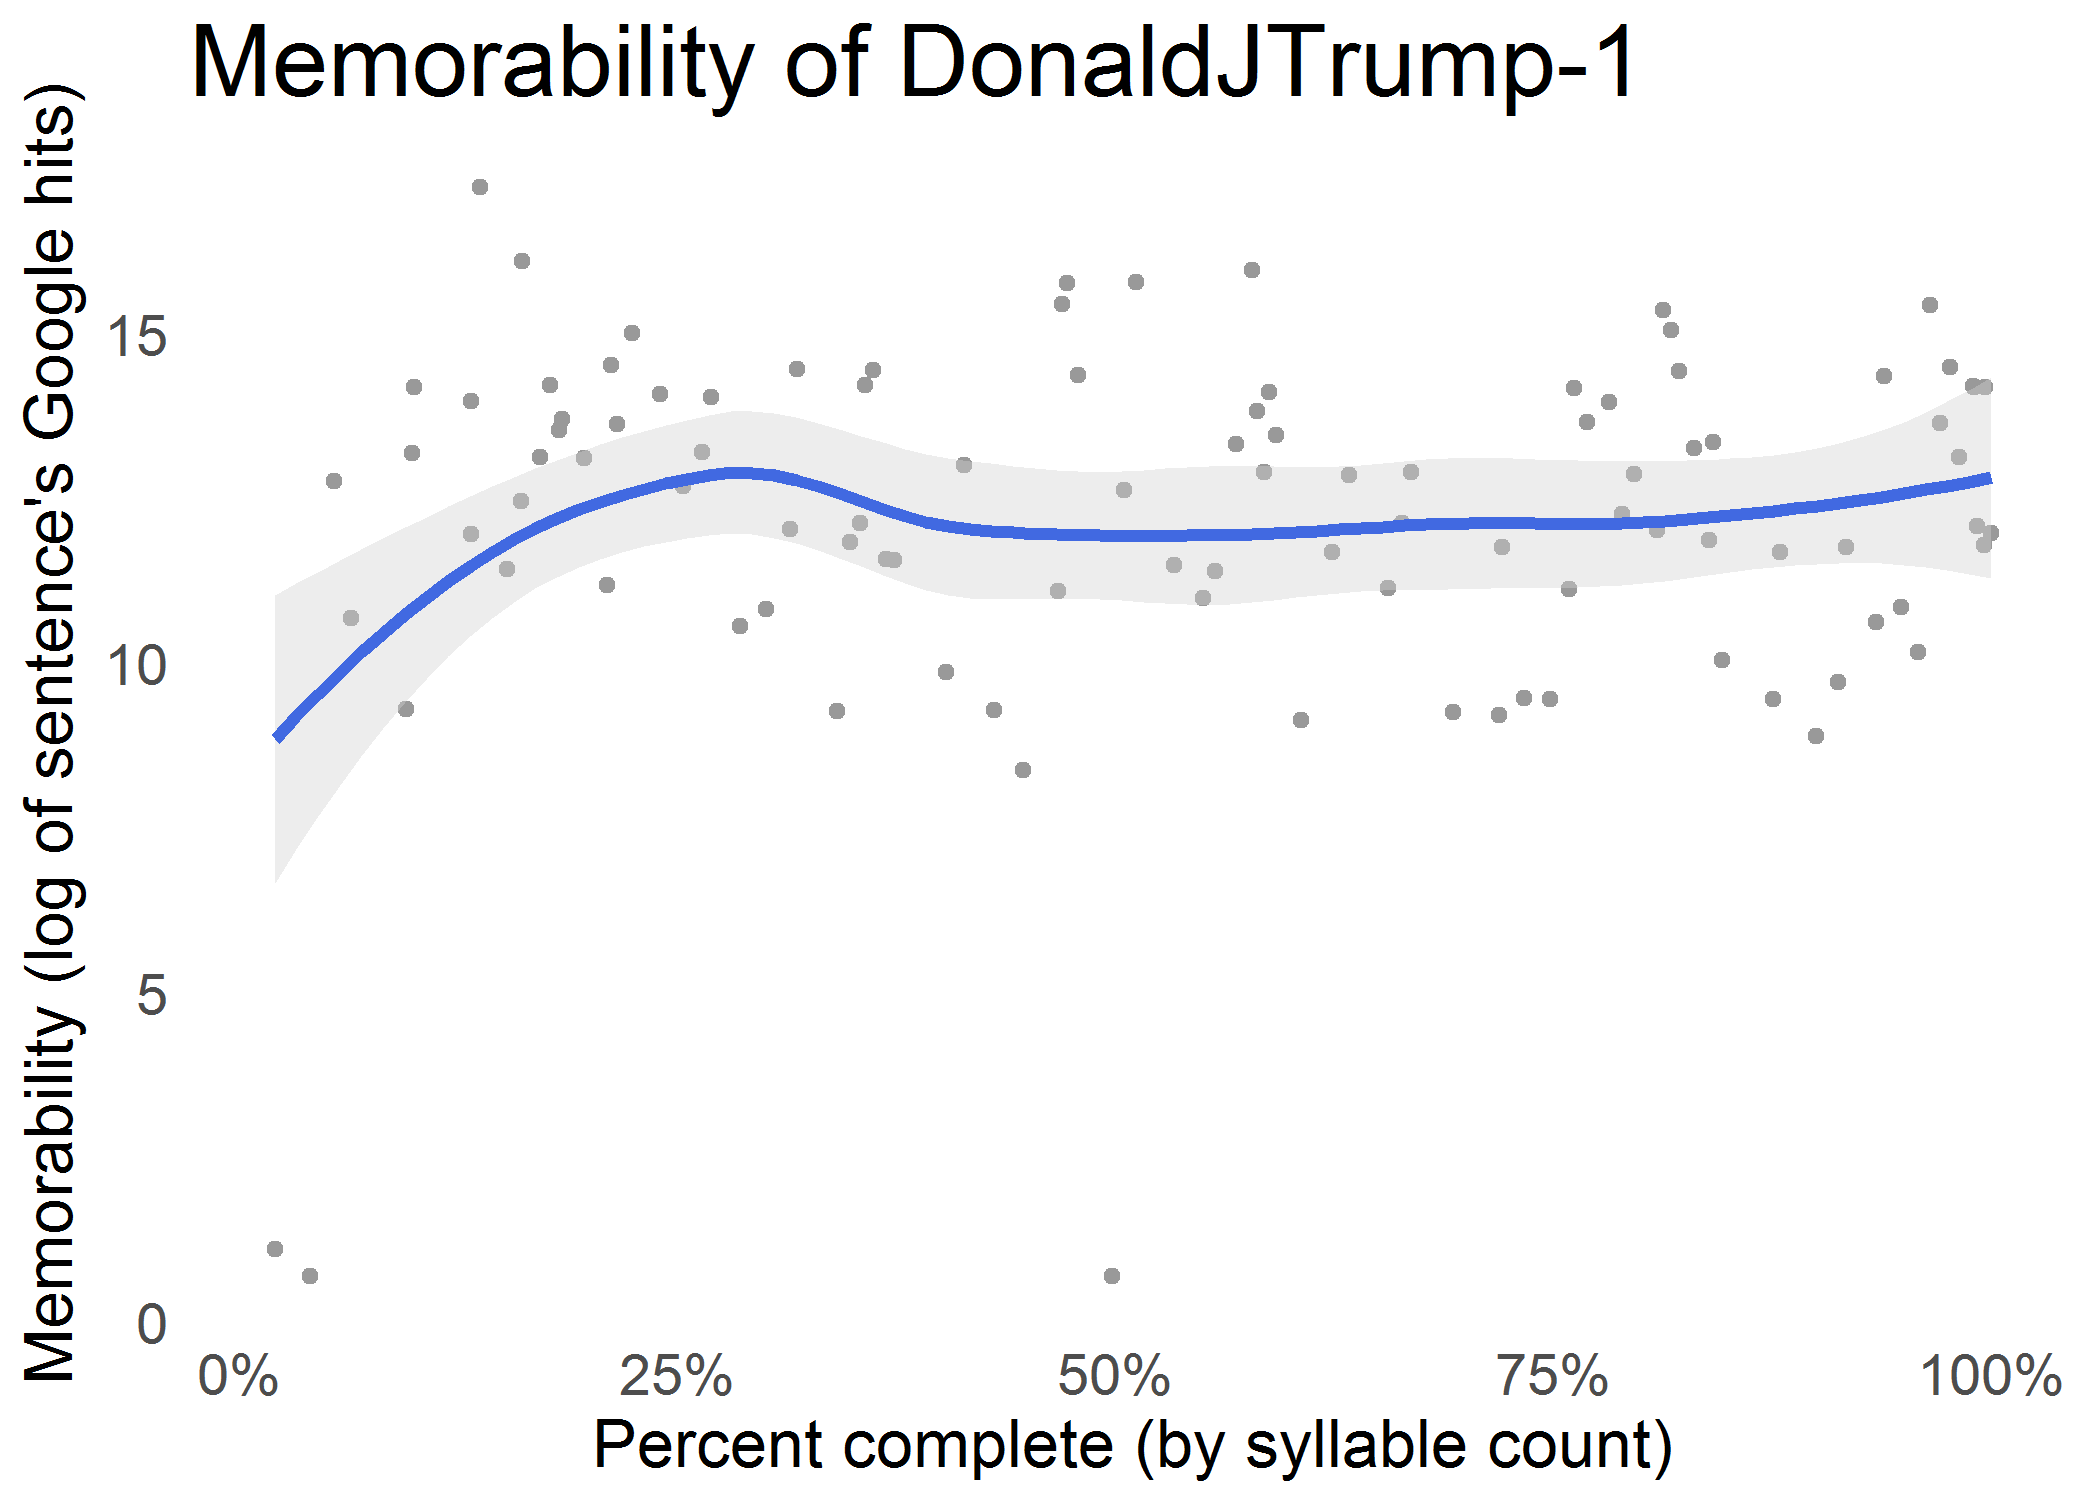 Memorability of DonaldJTrump-1
Memorability (log of sentence's Google hits)
15
10
5
0
0% 25% 50% 75% 100%
Percent complete (by syllable count)